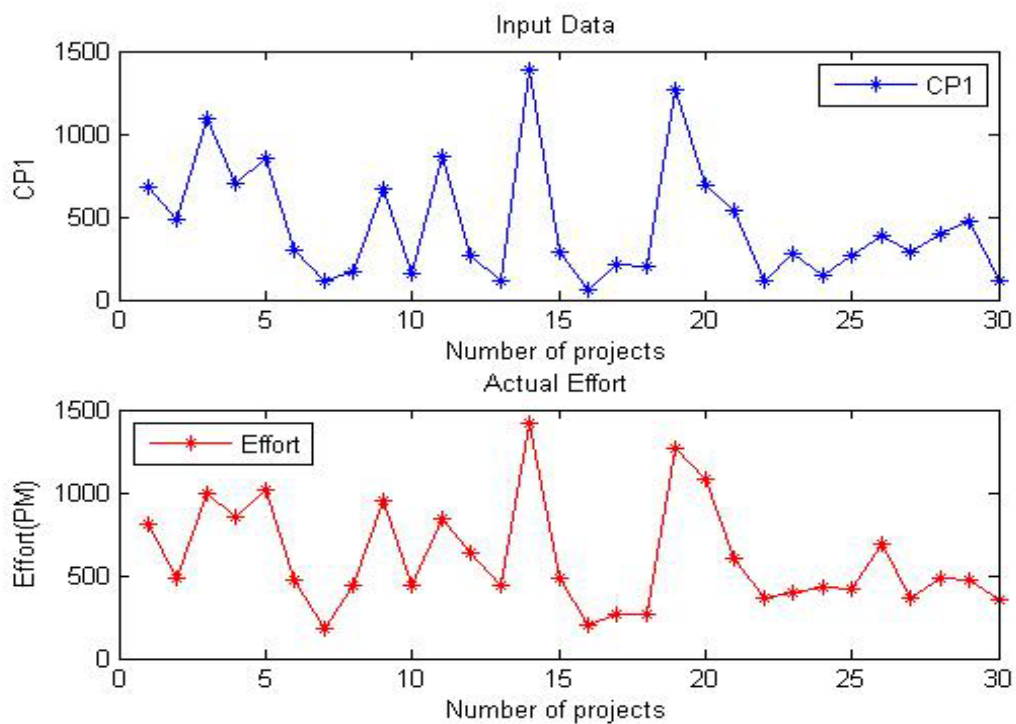 Input Data
1500
1000
500
0
CP1
CP1
0 5 10 15 20 25 30
Number of projects
Actual Effort
1500
1000
500
0
Effort(PM)
Effort
0 5 10 15 20 25 30
Number of projects